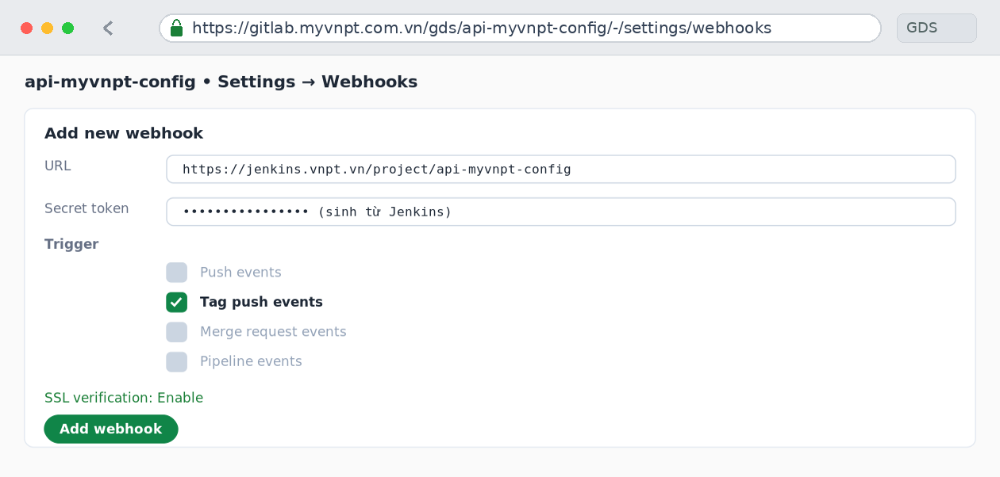 https://gitlab.myvnpt.com.vn/gds/api-myvnpt-config/-/settings/webhooks
GDS
api-myvnpt-config • Settings → Webhooks
Add new webhook
URL
https://jenkins.vnpt.vn/project/api-myvnpt-config
Secret token
•••••••••••••••• (sinh từ Jenkins)
Trigger
Push events
Tag push events
Merge request events
Pipeline events
SSL verification: Enable
Add webhook